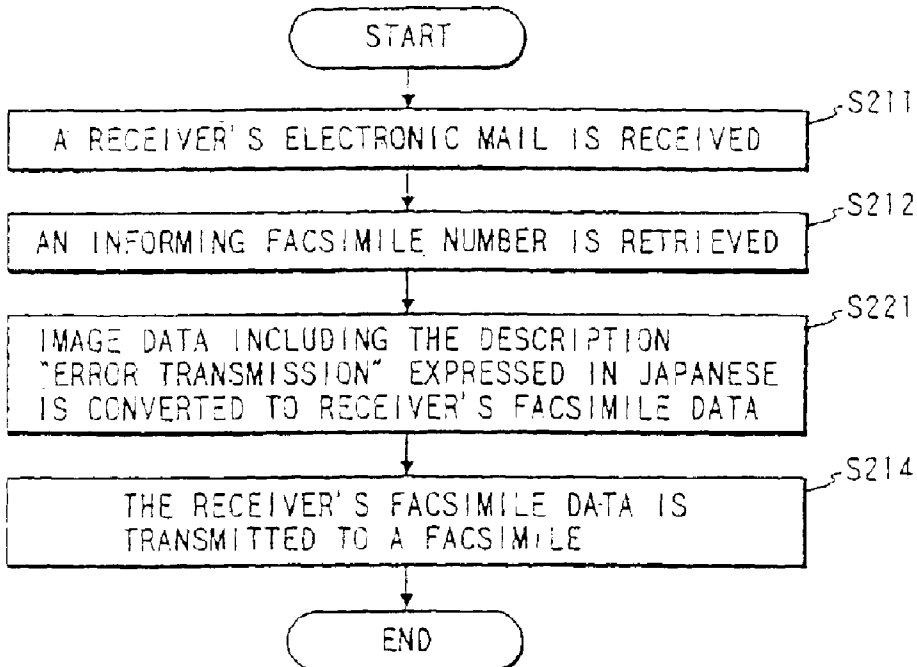 START
S211
A RECEIVER'S ELECTRONIC MAIL IS RECEIVED
S212
AN INFORMING FACSIMILE NUMBER IS RETRIEVED
S221
IMAGE DATA INCLUDING THE DESCRIPTION
"ERROR TRANSMISSION" EXPRESSED IN JAPANESE
IS CONVERTED TO RECEIVER'S FACSIMILE DATA
S214
THE RECEIVER'S FACSIMILE DATA IS
TRANSMITTED TO A FACSIMILE
END